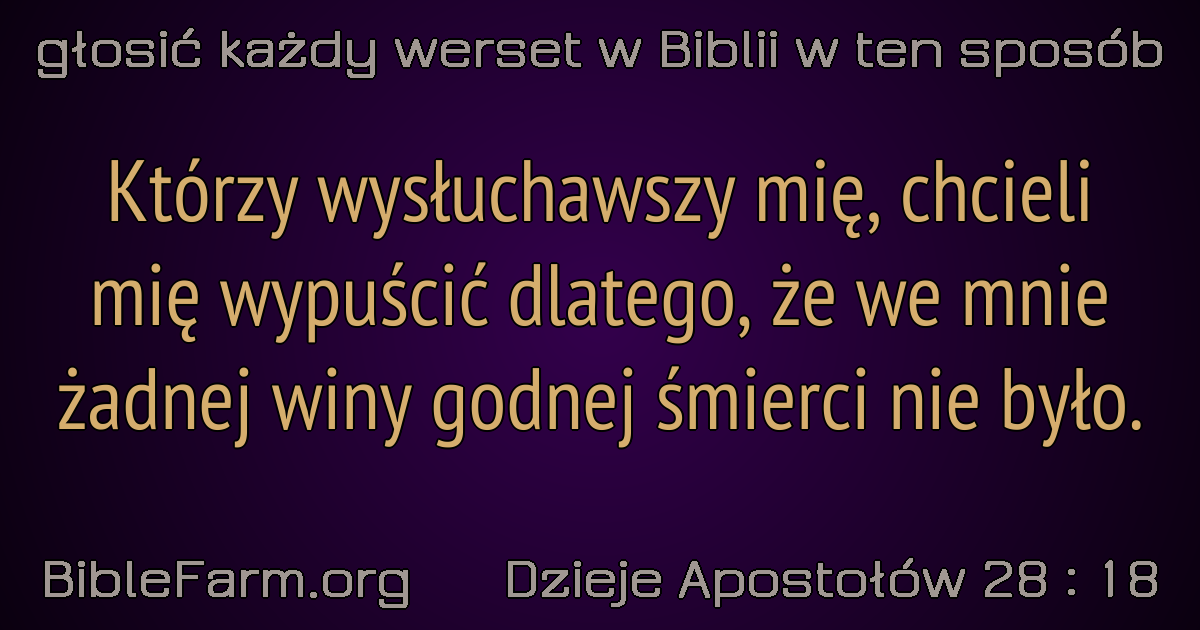 głosić każdy werset w Biblii w ten sposób
Którzy wysłuchawszy mię, chcieli
mię wypuścić dlatego, że we mnie
żadnej winy godnej śmierci nie było.
BibleFarm.org Dzieje Apostołów 28 : 18